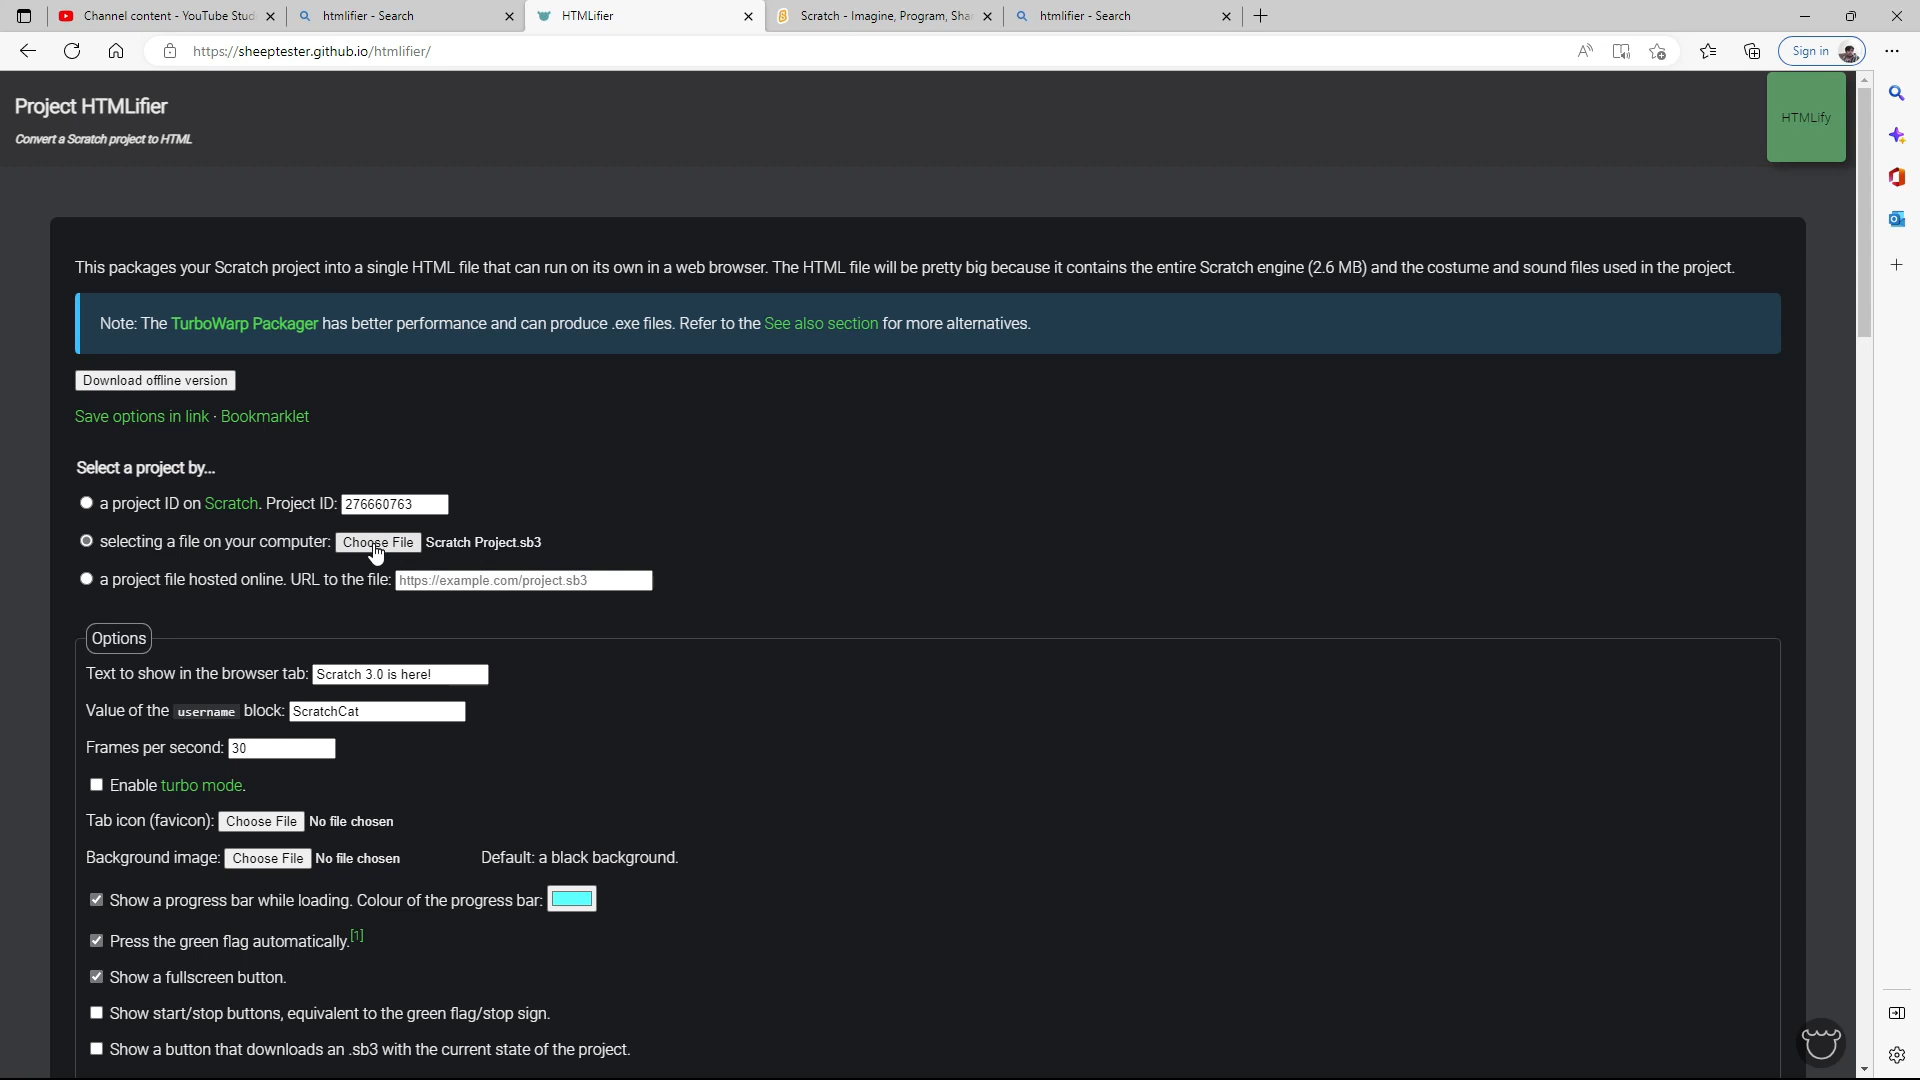 Channel content - YouTube Stud
htmlifier - Search
HTMLifier
Scratch - Imagine, Program, Sha
htmlifier - Search
https://sheeptester.github.io/htmlifier/
Sign in
Project HTMLifier
Convert a Scratch project to HTML
HTMLify
This packages your Scratch project into a single HTML file that can run on its own in a web browser. The HTML file will be pretty big because it contains the entire Scratch engine (2.6 MB) and the costume and sound files used in the project.
Note: The TurboWarp Packager has better performance and can produce .exe files. Refer to the See also section for more alternatives.
Download offline version
Save options in link · Bookmarklet
Select a project by...
a project ID on Scratch. Project ID: 276660763
selecting a file on your computer: Choose File Scratch Project.sb3
a project file hosted online. URL to the file: https://example.com/project.sb3
Options
Text to show in the browser tab: Scratch 3.0 is here!
Value of the username block: ScratchCat
Frames per second: 30
Enable turbo mode.
Tab icon (favicon): Choose File No file chosen
Background image: Choose File No file chosen Default: a black background.
Show a progress bar while loading. Colour of the progress bar:
Press the green flag automatically.[1]
Show a fullscreen button.
Show start/stop buttons, equivalent to the green flag/stop sign.
Show a button that downloads an .sb3 with the current state of the project.